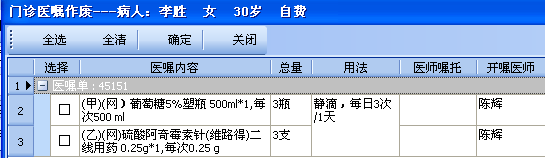 门诊医嘱作废---病人：李胜 女 30岁 自费
全选 全清 确定 关闭
选择 医嘱内容 总量 用法 医师嘱托 开嘱医师
1 医嘱单：45151
2 (甲)(网) 葡萄糖5%塑瓶 500ml*1,每 3瓶 静滴，每日3次 陈辉
次500 ml /1天
3 (乙)(网)硫酸阿奇霉素针(维路得)二 3支 陈辉
线用药 0.25g*1,每次0.25 g